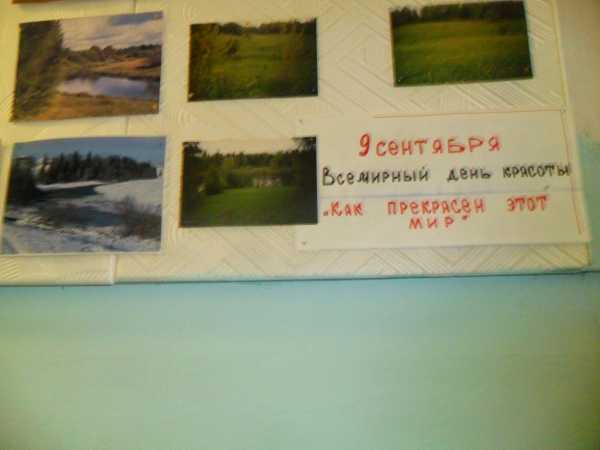 9 сентября
Всемирный день красоты
„Как прекрасен этот
мир"